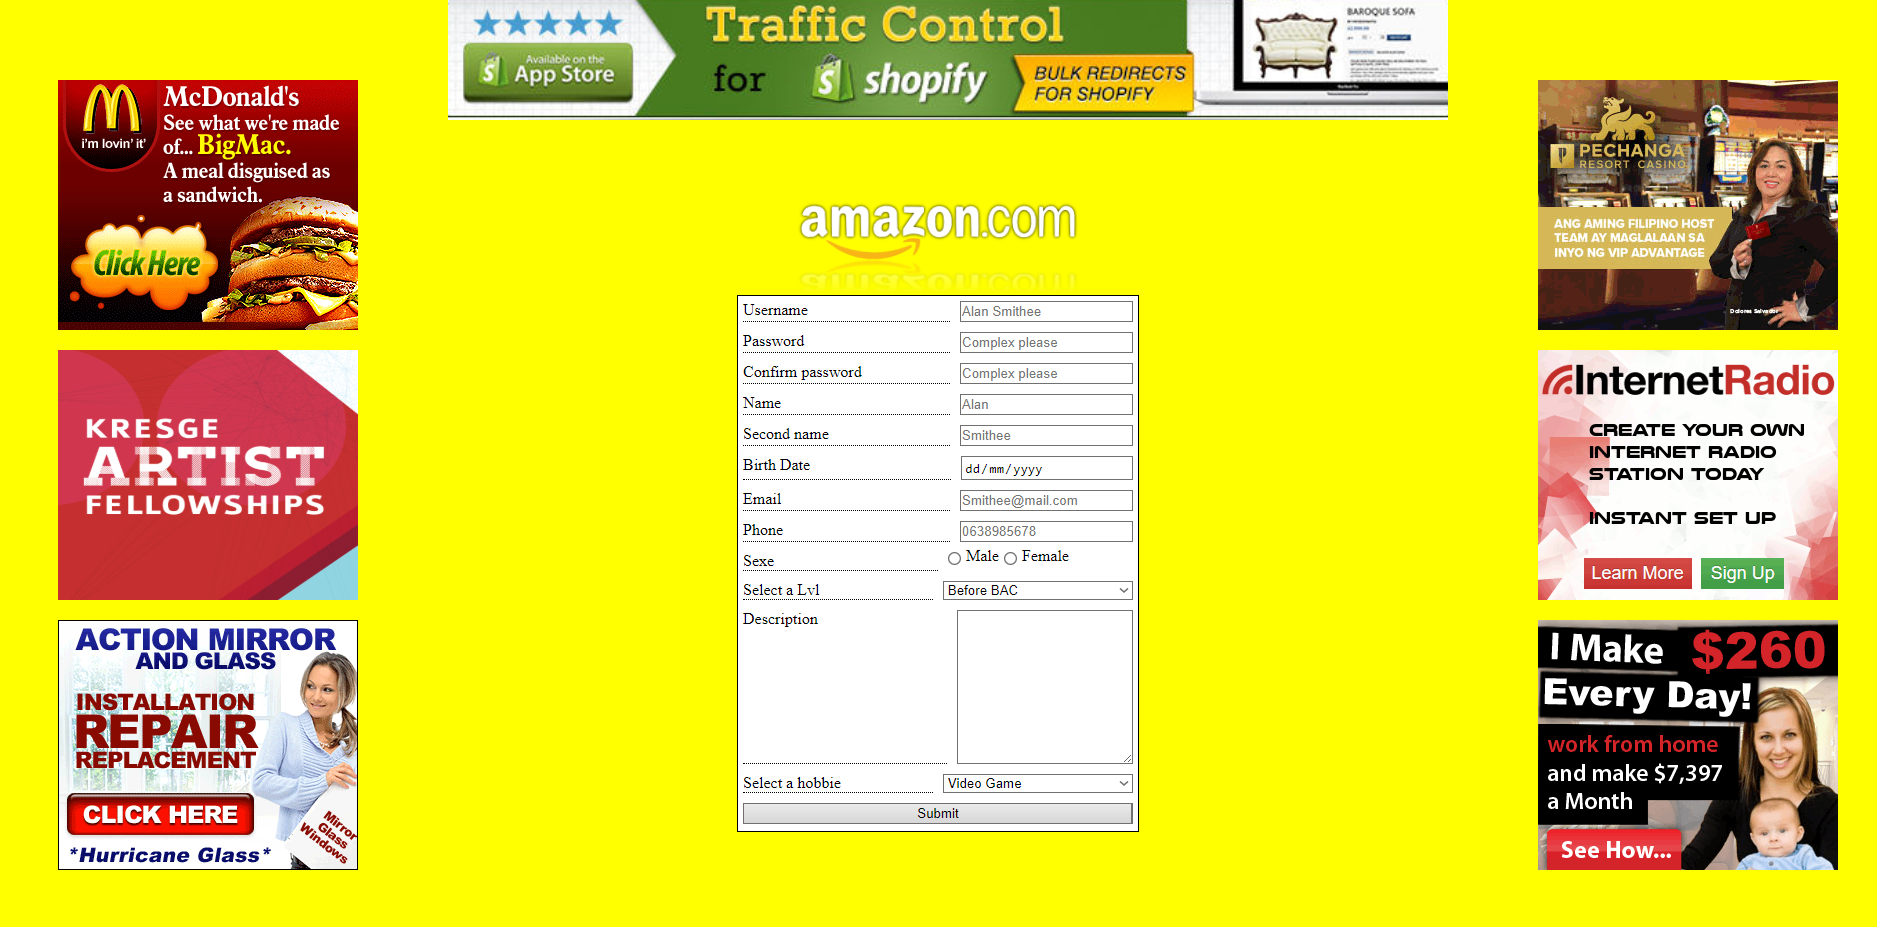 Traffic Control
Available on the
App Store
for shopify
BULK REDIRECTS
FOR SHOPIFY
BAROQUE SOFA
McDonald's
See what we're made
of... BigMac.
A meal disguised as
a sandwich.
i'm lovin' it'
Click Here
KRESGE
ARTIST
FELLOWSHIPS
ACTION MIRROR
AND GLASS
INSTALLATION
REPAIR
REPLACEMENT
CLICK HERE
*Hurricane Glass*
Mirror
Glass
Windows
amazon.com
Username
Alan Smithee
Password
Complex please
Confirm password
Complex please
Name
Alan
Second name
Smithee
Birth Date
dd/mm/yyyy
Email
Smithee@mail.com
Phone
0638985678
Sexe
Male Female
Select a Lvl
Before BAC
Description
Select a hobbie
Video Game
Submit
PECHANGA
RESORT CASINO
ANG AMING FILIPINO HOST
TEAM AY MAGLALAAN SA
INYO NG VIP ADVANTAGE
Dolores Salvador
InternetRadio
CREATE YOUR OWN
INTERNET RADIO
STATION TODAY
INSTANT SET UP
Learn More
Sign Up
I Make $260
Every Day!
work from home
and make $7,397
a Month
See How...